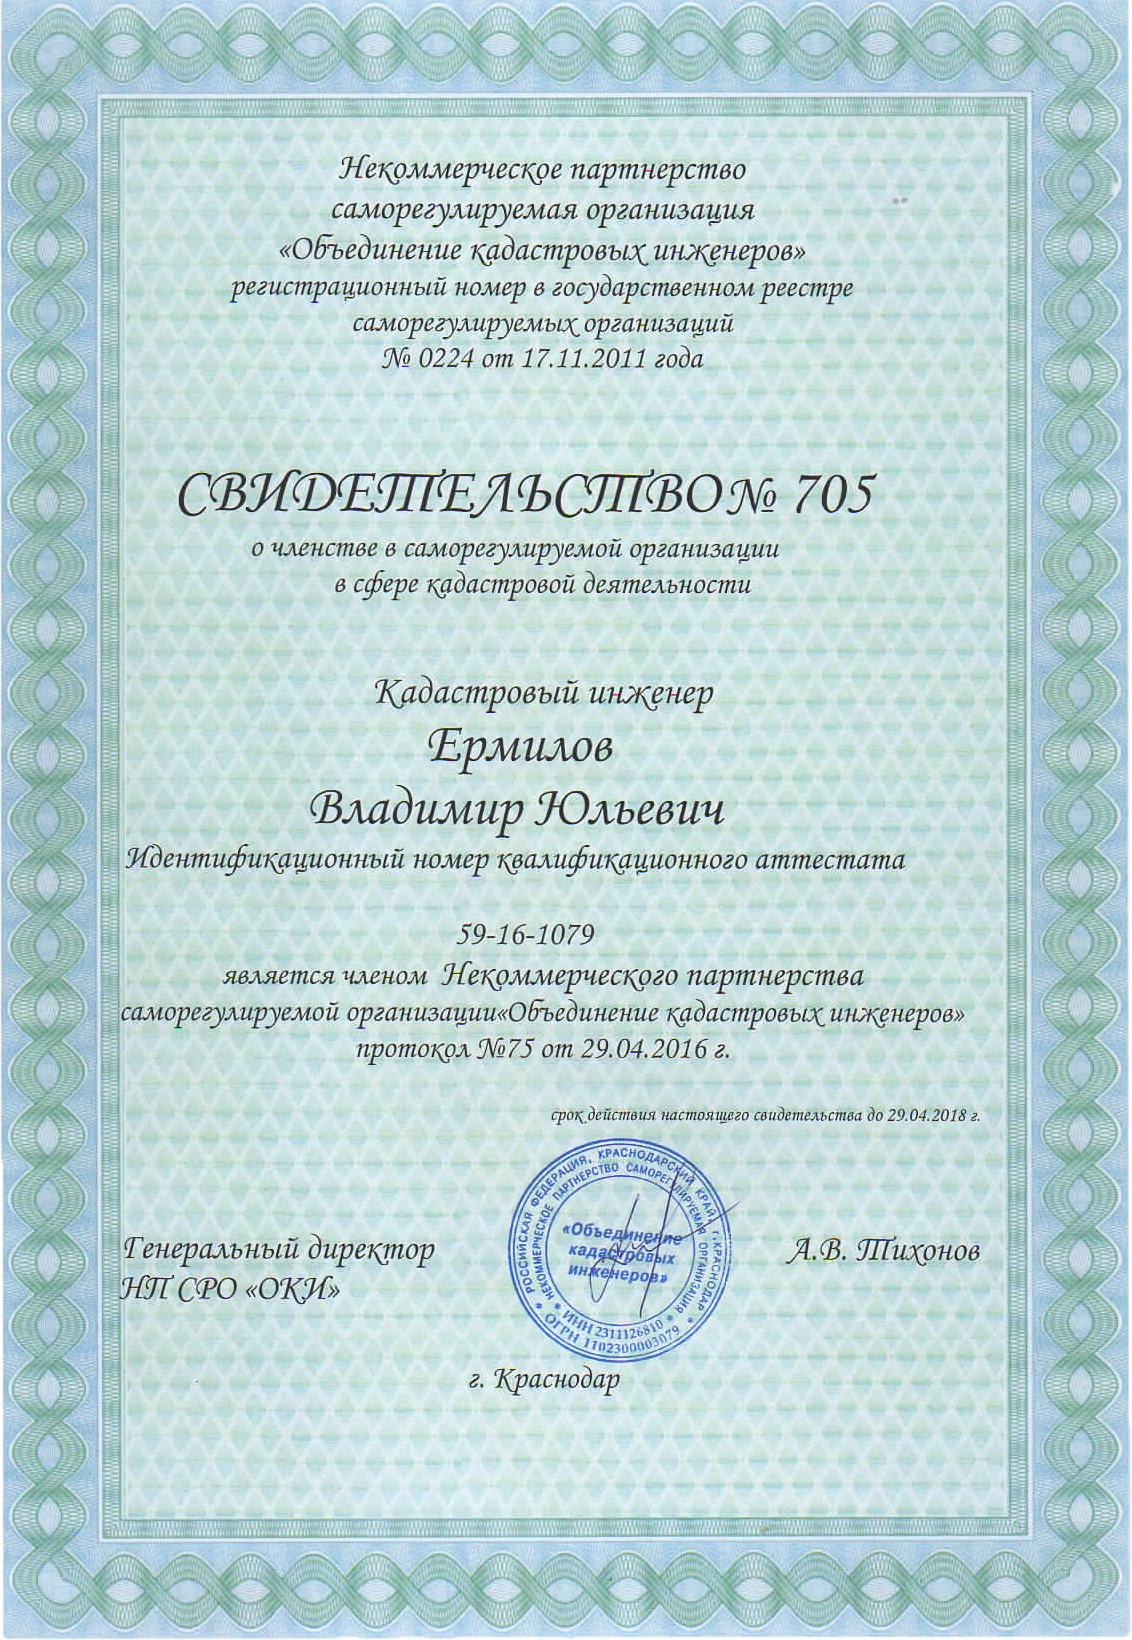 Некоммерческое партнерство
саморегулируемая организация
«Объединение кадастровых инженеров»
регистрационный номер в государственном реестре
саморегулируемых организаций
№ 0224 от 17.11.2011 года
СВИДЕТЕЛЬСТВО№ 705
о членстве в саморегулируемой организации
в сфере кадастровой деятельности
Кадастровый инженер
Ермилов
Владимир Юльевич
Идентификационный номер квалификационного аттестата
59-16-1079
является членом Некоммерческого партнерства
саморегулируемой организации«Объединение кадастровых инженеров»
протокол №75 от 29.04.2016 г.
срок действия настоящего свидетельства до 29.04.2018 г.
* РОССИЙСКАЯ ФЕДЕРАЦИЯ, КРАСНОДАРСКИЙ КРАЙ, г.КРАСНОДАР *
ОГРН 1102300003079
НЕКОММЕРЧЕСКОЕ ПАРТНЕРСТВО САМОРЕГУЛИРУЕМАЯ ОРГАНИЗАЦИЯ
* ИНН 2311126810 *
«Объединение
кадастровых
инженеров»
Генеральный директор
НП СРО «ОКИ»
А.В. Тихонов
г. Краснодар